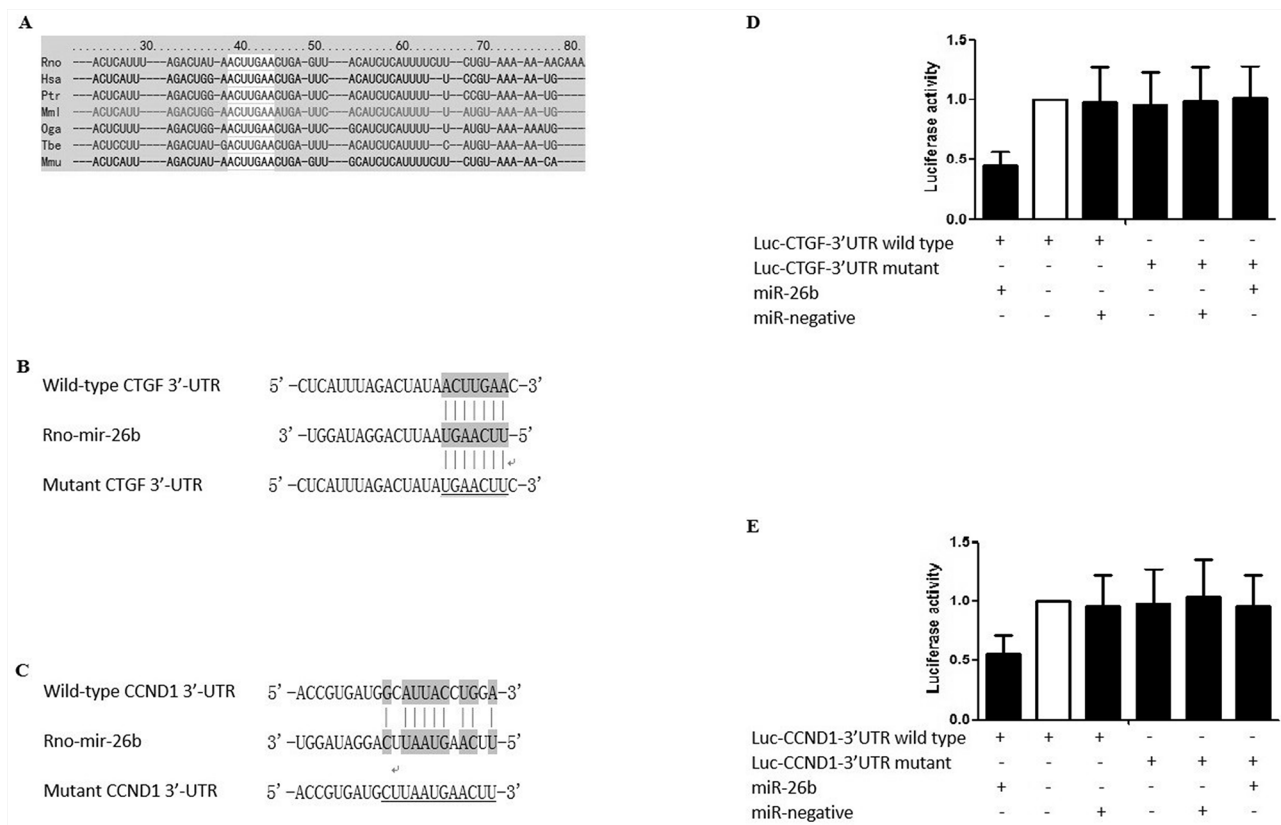 A
.........30.........40.........50.........60.........70.........80.
Rno ---ACUCAUUU----AGACUAU-AACUUGAACUGA-GUU---ACAUCUCAUUUUCUU--CUGU-AAA-AA-AACAAA
Hsa ---ACUCAUU----AGACUGG-AACUUGAACUGA-UUC---ACAUCUCAUUUU--U--CCGU-AAA-AA-UG----
Ptr ---ACUCAUU----AGACUGG-AACUUGAACUGA-UUC---ACAUCUCAUUUU--U--CCGU-AAA-AA-UG----
Mml ---ACUCAUU----AGACUGG-AACUUGAAAUGA-UUC---ACAUCUCAUUUU--U--AUGU-AAA-AA-UG----
Oga ---ACUCUUU----AGACUGG-AACUUGAACUGA-UUC---GCAUCUCAUUUU--U--AUGU-AAA-AAAUG----
Tbe ---ACUCCUU----AGACUAU-GACUUGAACUGA-UUC---GCAUCUCAUUUU--C--AUGU-AAA-AA-UG----
Mmu ---ACUCAUU----AGACUAU-AACUUGAACUGA-GUU---GCAUCUCAUUUUCUU--CUGU-AAA-AA-CA----
B
Wild-type CTGF 3’-UTR 5’-CUCAUUUAGACUAUAACUUGAAC-3’
Rno-mir-26b 3’-UGGAUAGGACUUAAUGAACUU-5’
Mutant CTGF 3’-UTR 5’-CUCAUUUAGACUAUAUGAACUUC-3’
C
Wild-type CCND1 3’-UTR 5’-ACCGUGAUGGCAUUACCUGGA-3’
Rno-mir-26b 3’-UGGAUAGGACUUAAUGAACUU-5’
Mutant CCND1 3’-UTR 5’-ACCGUGAUGCUUAAUGAACUU-3’
D
Luciferase activity
1.5
1.0
0.5
0.0
Luc-CTGF-3’UTR wild type + + + - - -
Luc-CTGF-3’UTR mutant - - - + + +
miR-26b + - - - - +
miR-negative - - + - + -
E
Luciferase activity
1.5
1.0
0.5
0.0
Luc-CCND1-3’UTR wild type + + + - - -
Luc-CCND1-3’UTR mutant - - - + + +
miR-26b + - - - - +
miR-negative - - + - + -